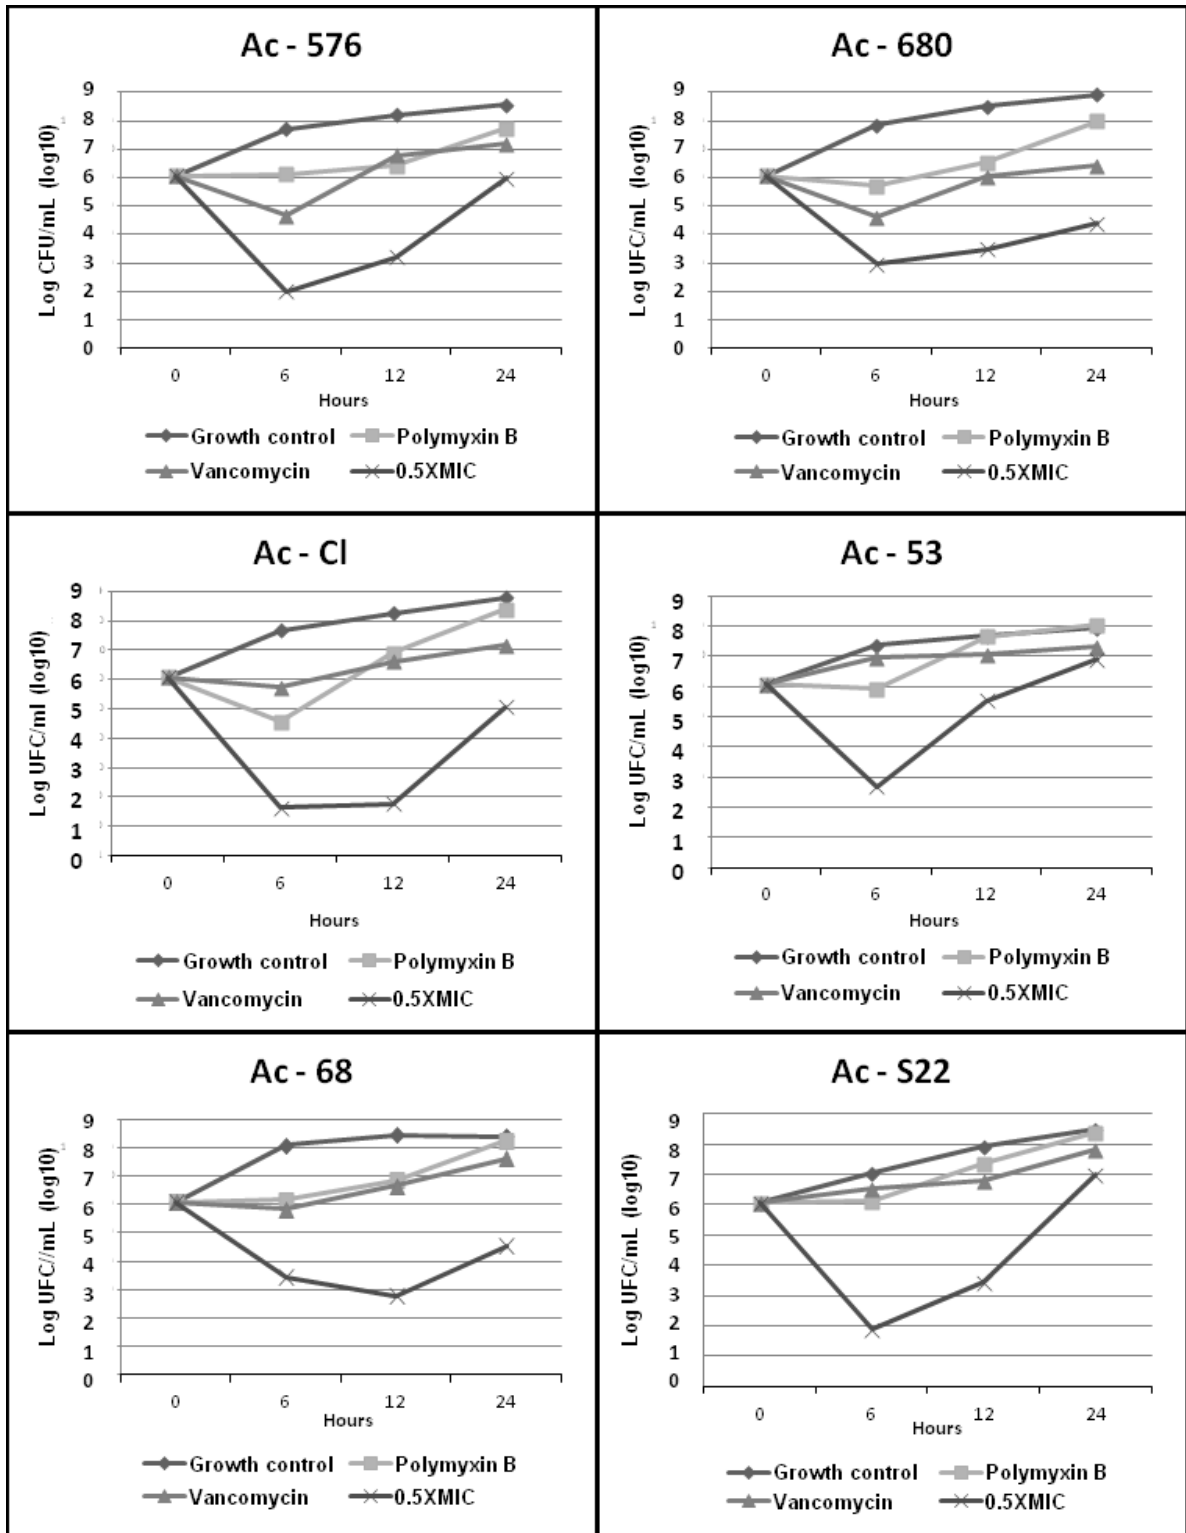 Ac - 576
Log CFU/mL (log10)
9
8
7
6
5
4
3
2
1
0
0 6 12 24
Hours
Growth control Polymyxin B
Vancomycin 0.5XMIC
Ac - 680
Log UFC/mL (log10)
9
8
7
6
5
4
3
2
1
0
0 6 12 24
Hours
Growth control Polymyxin B
Vancomycin 0.5XMIC
Ac - Cl
Log UFC/ml (log10)
9
8
7
6
5
4
3
2
1
0
0 6 12 24
Hours
Growth control Polymyxin B
Vancomycin 0.5XMIC
Ac - 53
Log UFC/mL (log10)
9
8
7
6
5
4
3
2
1
0
0 6 12 24
Hours
Growth control Polymyxin B
Vancomycin 0.5XMIC
Ac - 68
Log UFC//mL (log10)
9
8
7
6
5
4
3
2
1
0
0 6 12 24
Hours
Growth control Polymyxin B
Vancomycin 0.5XMIC
Ac - S22
Log UFC/mL (log10)
9
8
7
6
5
4
3
2
1
0
0 6 12 24
Hours
Growth control Polymyxin B
Vancomycin 0.5XMIC